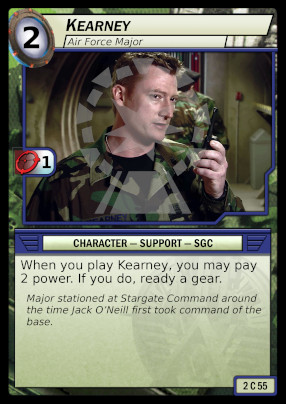 2
KEARNEY
Air Force Major
1
KEARNEY
CHARACTER – SUPPORT – SGC
When you play Kearney, you may pay
2 power. If you do, ready a gear.
Major stationed at Stargate Command around
the time Jack O'Neill first took command of the
base.
2 C 55